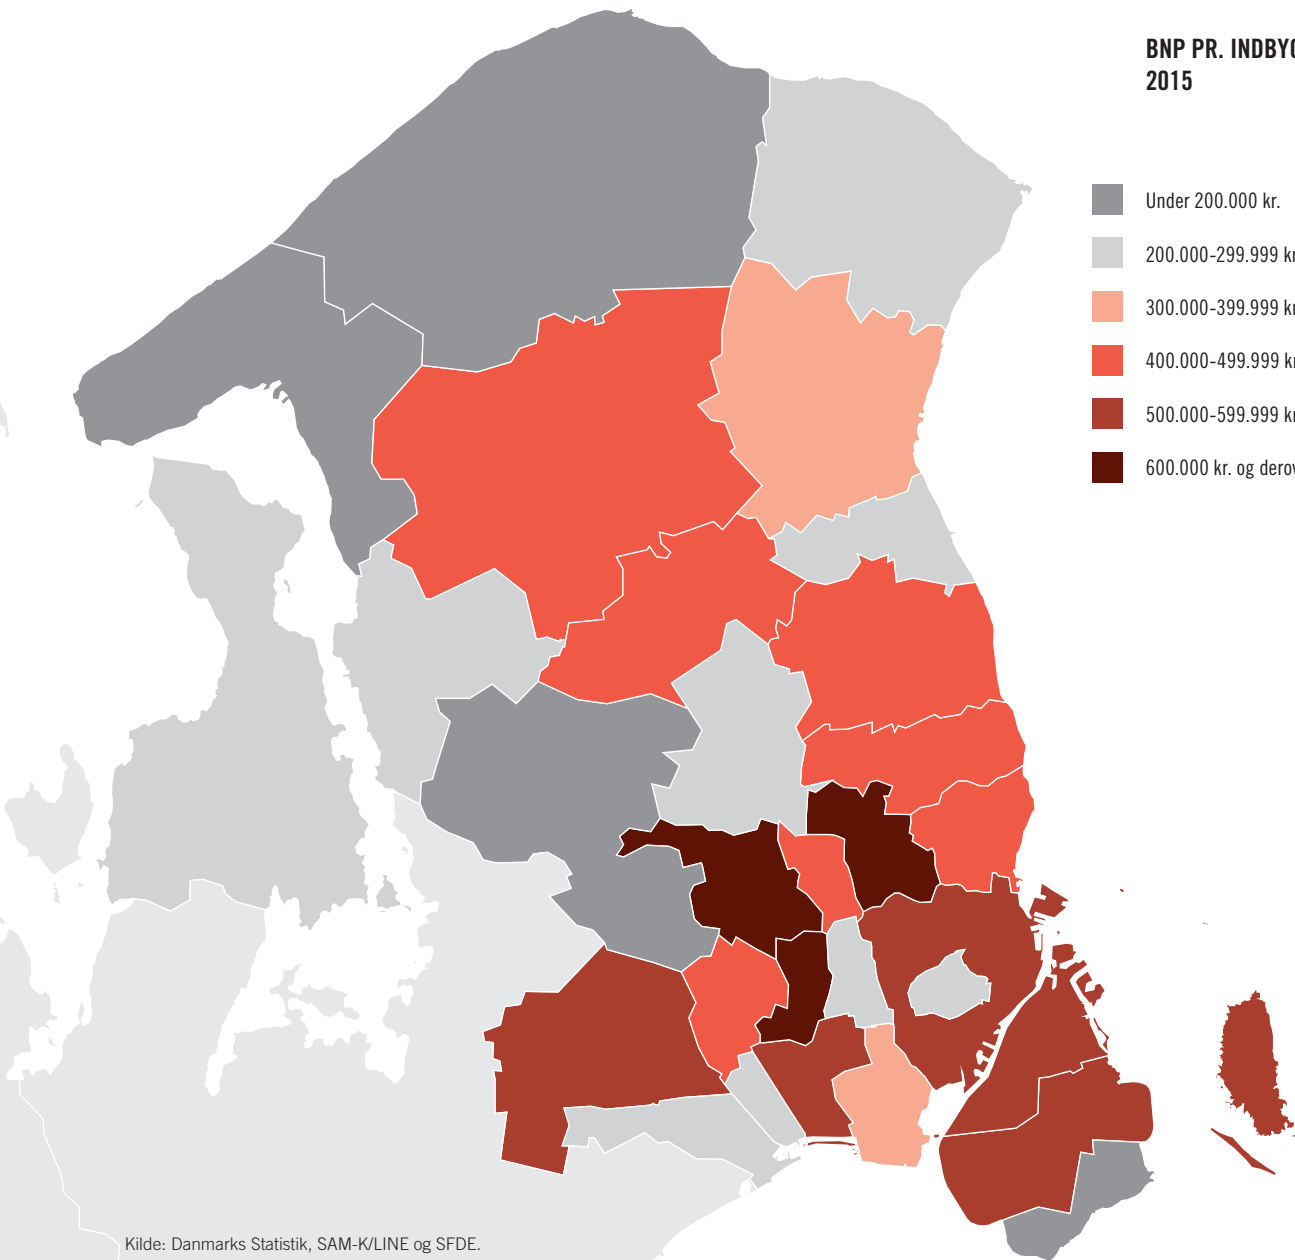 BNP PR. INDBYG
2015
Under 200.000 kr.
200.000-299.999 kr
300.000-399.999 kr
400.000-499.999 kr
500.000-599.999 kr
600.000 kr. og derov
Kilde: Danmarks Statistik, SAM-K/LINE og SFDE.